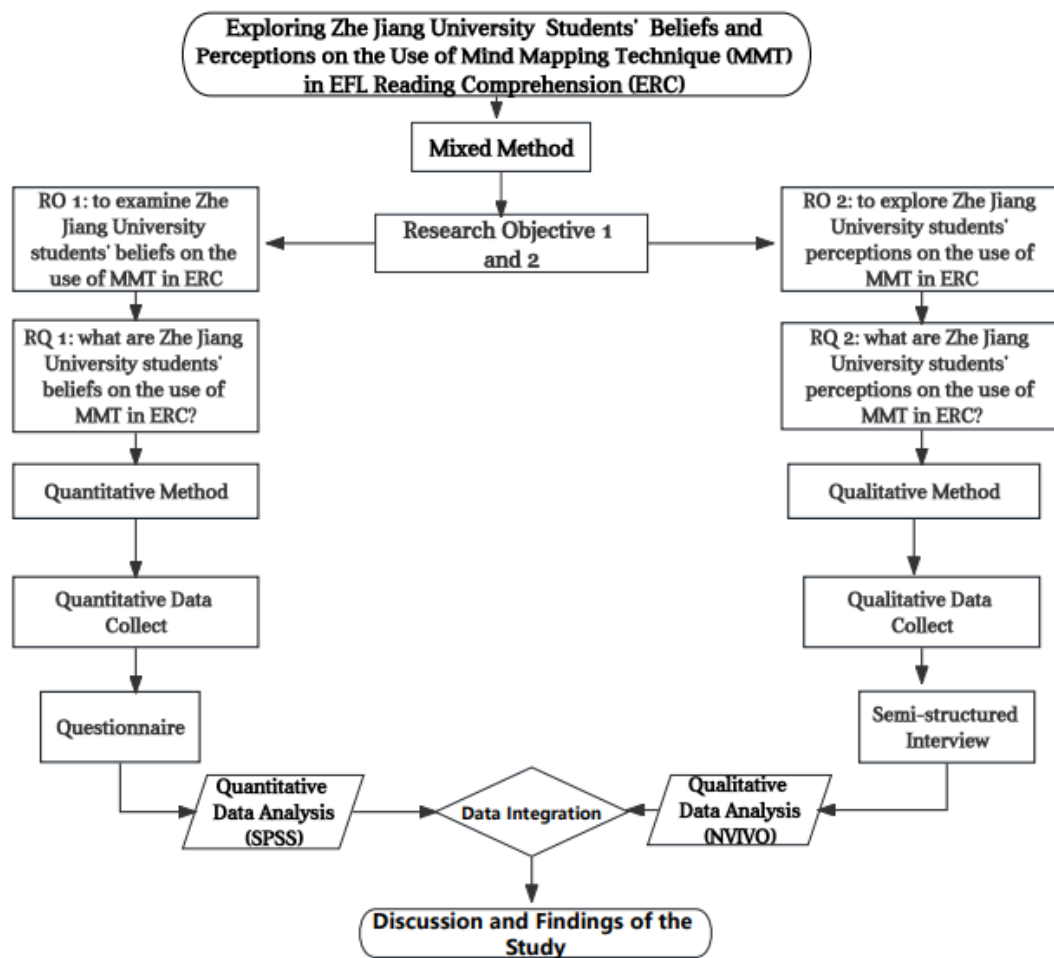 Exploring Zhe Jiang University Students' Beliefs and
Perceptions on the Use of Mind Mapping Technique (MMT)
in EFL Reading Comprehension (ERC)
Mixed Method
Research Objective 1
and 2
RO 1: to examine Zhe
Jiang University
students' beliefs on the
use of MMT in ERC
RQ 1: what are Zhe Jiang
University students'
beliefs on the use of
MMT in ERC?
Quantitative Method
Quantitative Data
Collect
Questionnaire
Quantitative
Data Analysis
(SPSS)
RO 2: to explore Zhe Jiang
University students'
perceptions on the use of
MMT in ERC
RQ 2: what are Zhe Jiang
University students'
perceptions on the use of
MMT in ERC?
Qualitative Method
Qualitative Data
Collect
Semi-structured
Interview
Qualitative
Data Analysis
(NVIVO)
Data Integration
Discussion and Findings of the
Study